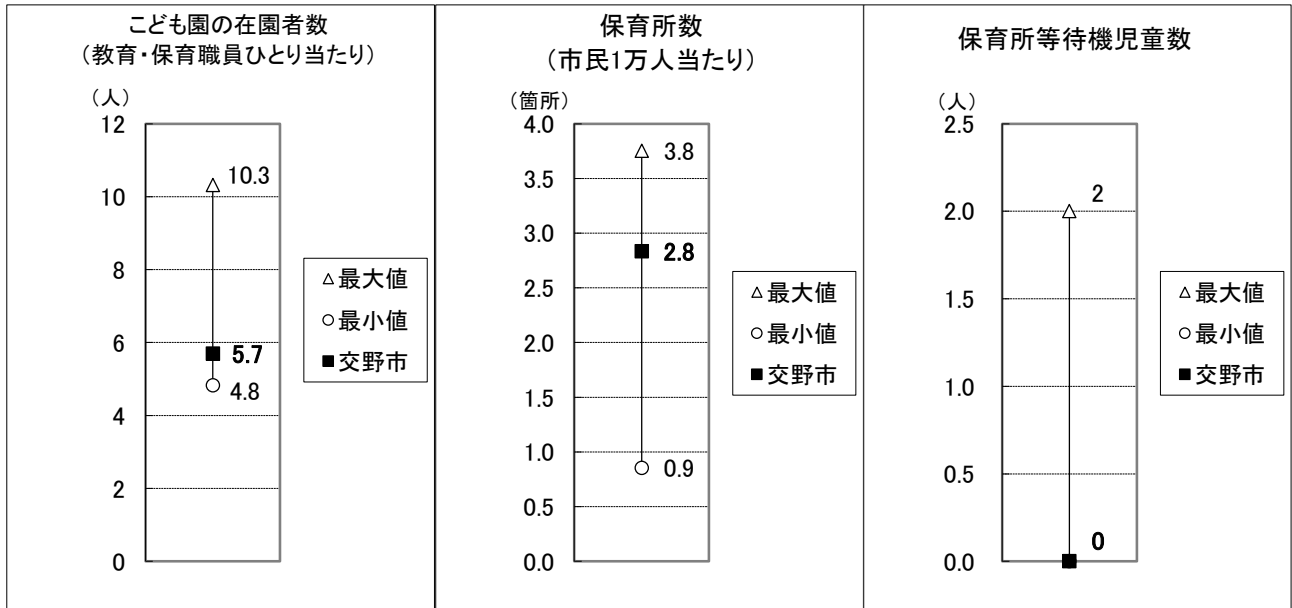 こども園の在園者数
（教育・保育職員ひとり当たり）
（人）
12
10
8
6
4
2
0
10.3
5.7
4.8
△最大値
○最小値
■交野市
保育所数
（市民1万人当たり）
（箇所）
4.0
3.5
3.0
2.5
2.0
1.5
1.0
0.5
0.0
3.8
2.8
0.9
△最大値
○最小値
■交野市
保育所等待機児童数
（人）
2.5
2.0
1.5
1.0
0.5
0.0
2
0
△最大値
○最小値
■交野市